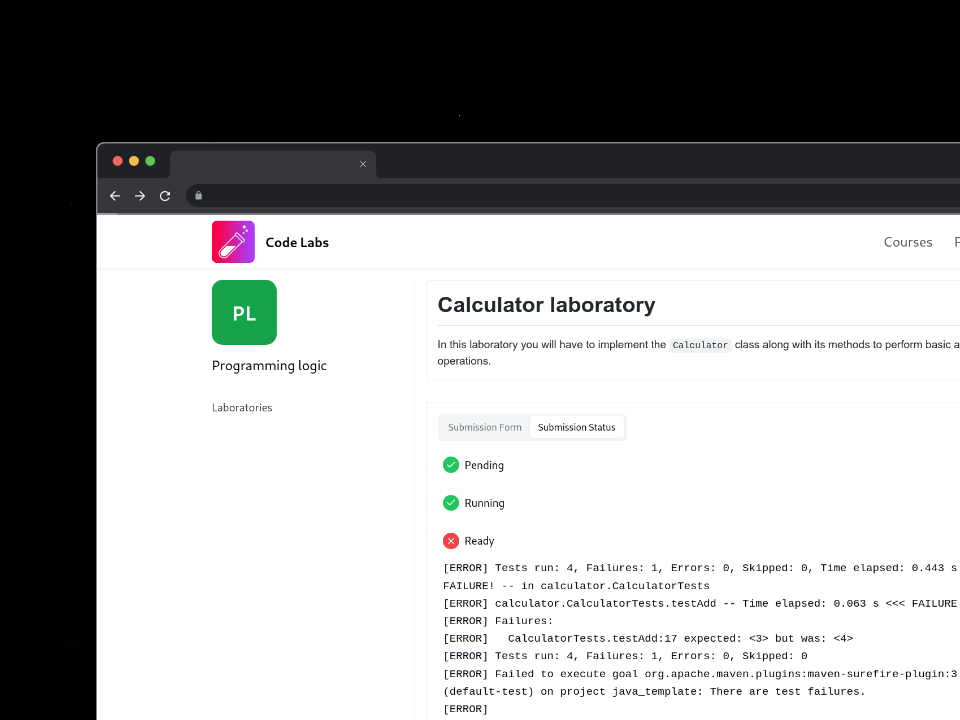 Code Labs
Courses
PL
Programming logic
Laboratories
Calculator laboratory
In this laboratory you will have to implement the Calculator class along with its methods to perform basic a
operations.
Submission Form Submission Status
Pending
Running
Ready
[ERROR] Tests run: 4, Failures: 1, Errors: 0, Skipped: 0, Time elapsed: 0.443 s
FAILURE! -- in calculator.CalculatorTests
[ERROR] calculator.CalculatorTests.testAdd -- Time elapsed: 0.063 s <<< FAILURE
[ERROR] Failures:
[ERROR]   CalculatorTests.testAdd:17 expected: <3> but was: <4>
[ERROR] Tests run: 4, Failures: 1, Errors: 0, Skipped: 0
[ERROR] Failed to execute goal org.apache.maven.plugins:maven-surefire-plugin:3
(default-test) on project java_template: There are test failures.
[ERROR]